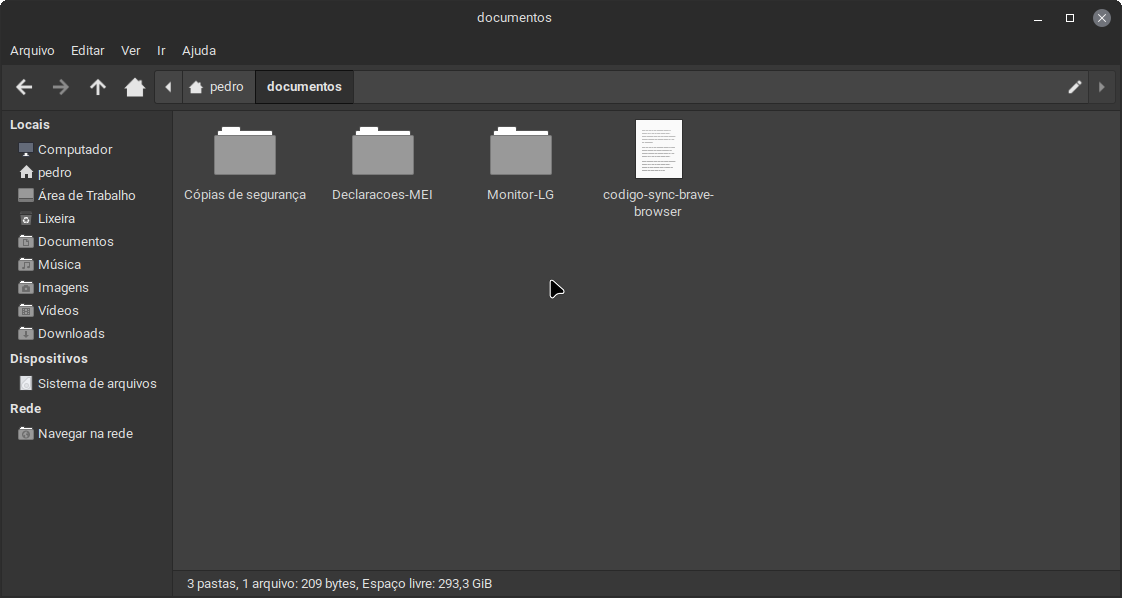 documentos
Arquivo Editar Ver Ir Ajuda
pedro documentos
Locais
Computador
pedro
Área de Trabalho
Lixeira
Documentos
Música
Imagens
Vídeos
Downloads
Dispositivos
Sistema de arquivos
Rede
Navegar na rede
Cópias de segurança Declaracoes-MEI Monitor-LG codigo-sync-brave-
browser
3 pastas, 1 arquivo: 209 bytes, Espaço livre: 293,3 GiB